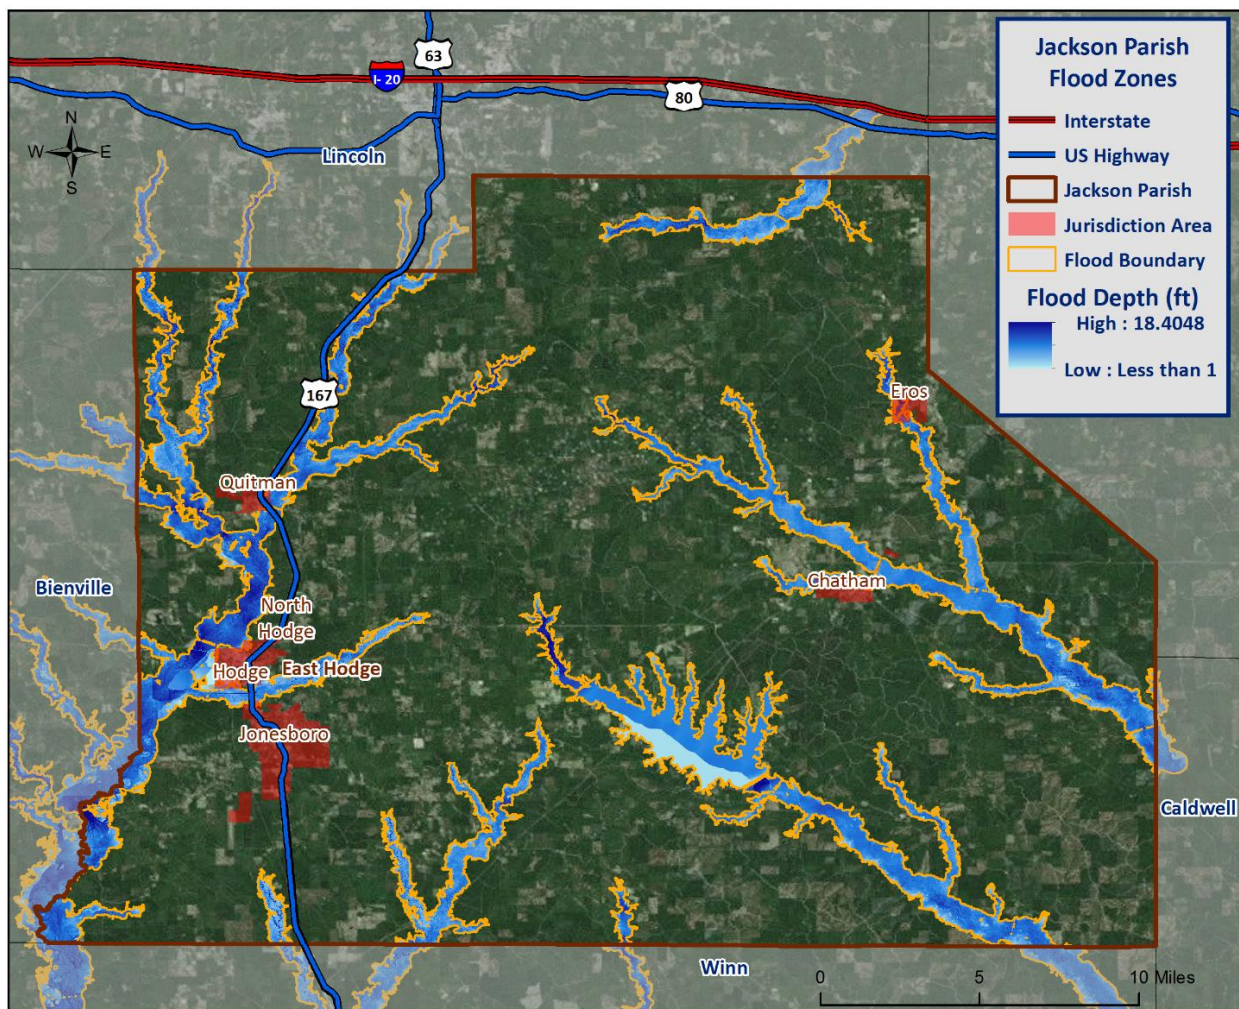 63
I- 20
80
N
W E
S
Lincoln
Jackson Parish
Flood Zones
Interstate
US Highway
Jackson Parish
Jurisdiction Area
Flood Boundary
Flood Depth (ft)
High : 18.4048
Low : Less than 1
167
Eros
Quitman
Chatham
Bienville
North
Hodge
Hodge
East Hodge
Jonesboro
Caldwell
Winn
0 5 10 Miles